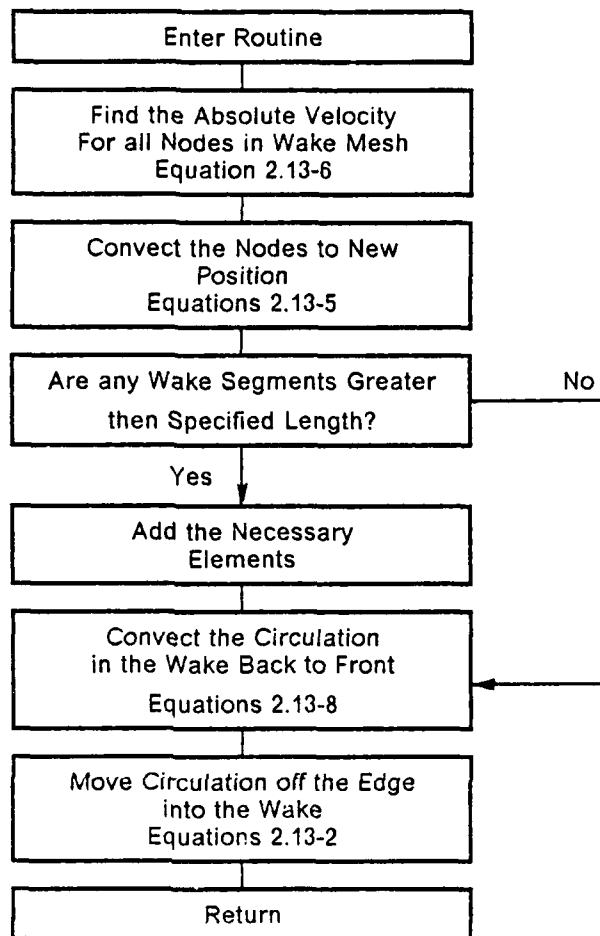 Enter Routine
Find the Absolute Velocity
For all Nodes in Wake Mesh
Equation 2.13-6
Convect the Nodes to New
Position
Equations 2.13-5
Are any Wake Segments Greater
then Specified Length?
No
Yes
Add the Necessary
Elements
Convect the Circulation
in the Wake Back to Front
Equations 2.13-8
Move Circulation off the Edge
into the Wake
Equations 2.13-2
Return